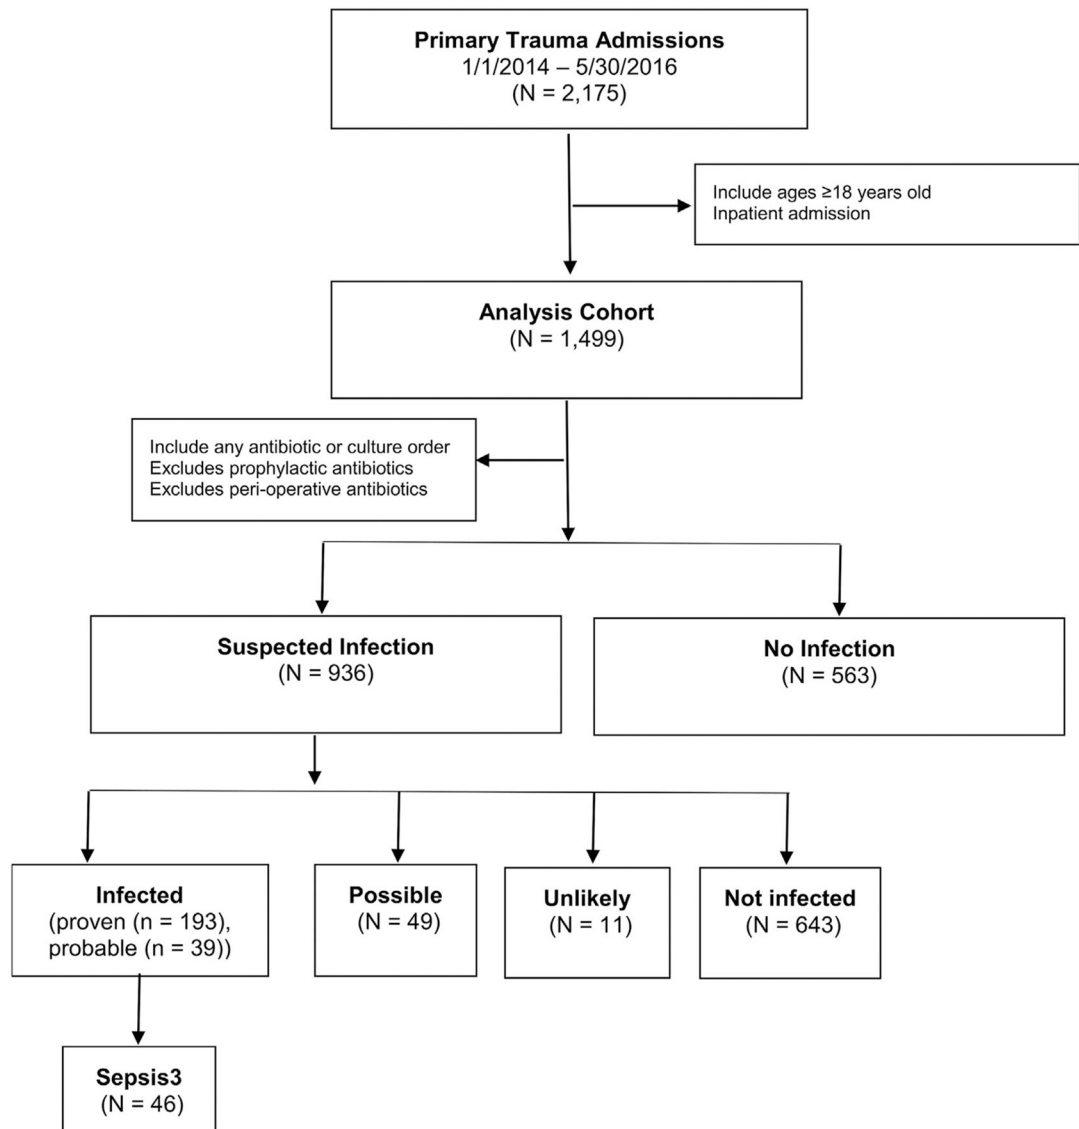 Primary Trauma Admissions
1/1/2014 – 5/30/2016
(N = 2,175)
Include ages ≥18 years old
Inpatient admission
Analysis Cohort
(N = 1,499)
Include any antibiotic or culture order
Excludes prophylactic antibiotics
Excludes peri-operative antibiotics
Suspected Infection
(N = 936)
No Infection
(N = 563)
Infected
(proven (n = 193),
probable (n = 39))
Possible
(N = 49)
Unlikely
(N = 11)
Not infected
(N = 643)
Sepsis3
(N = 46)